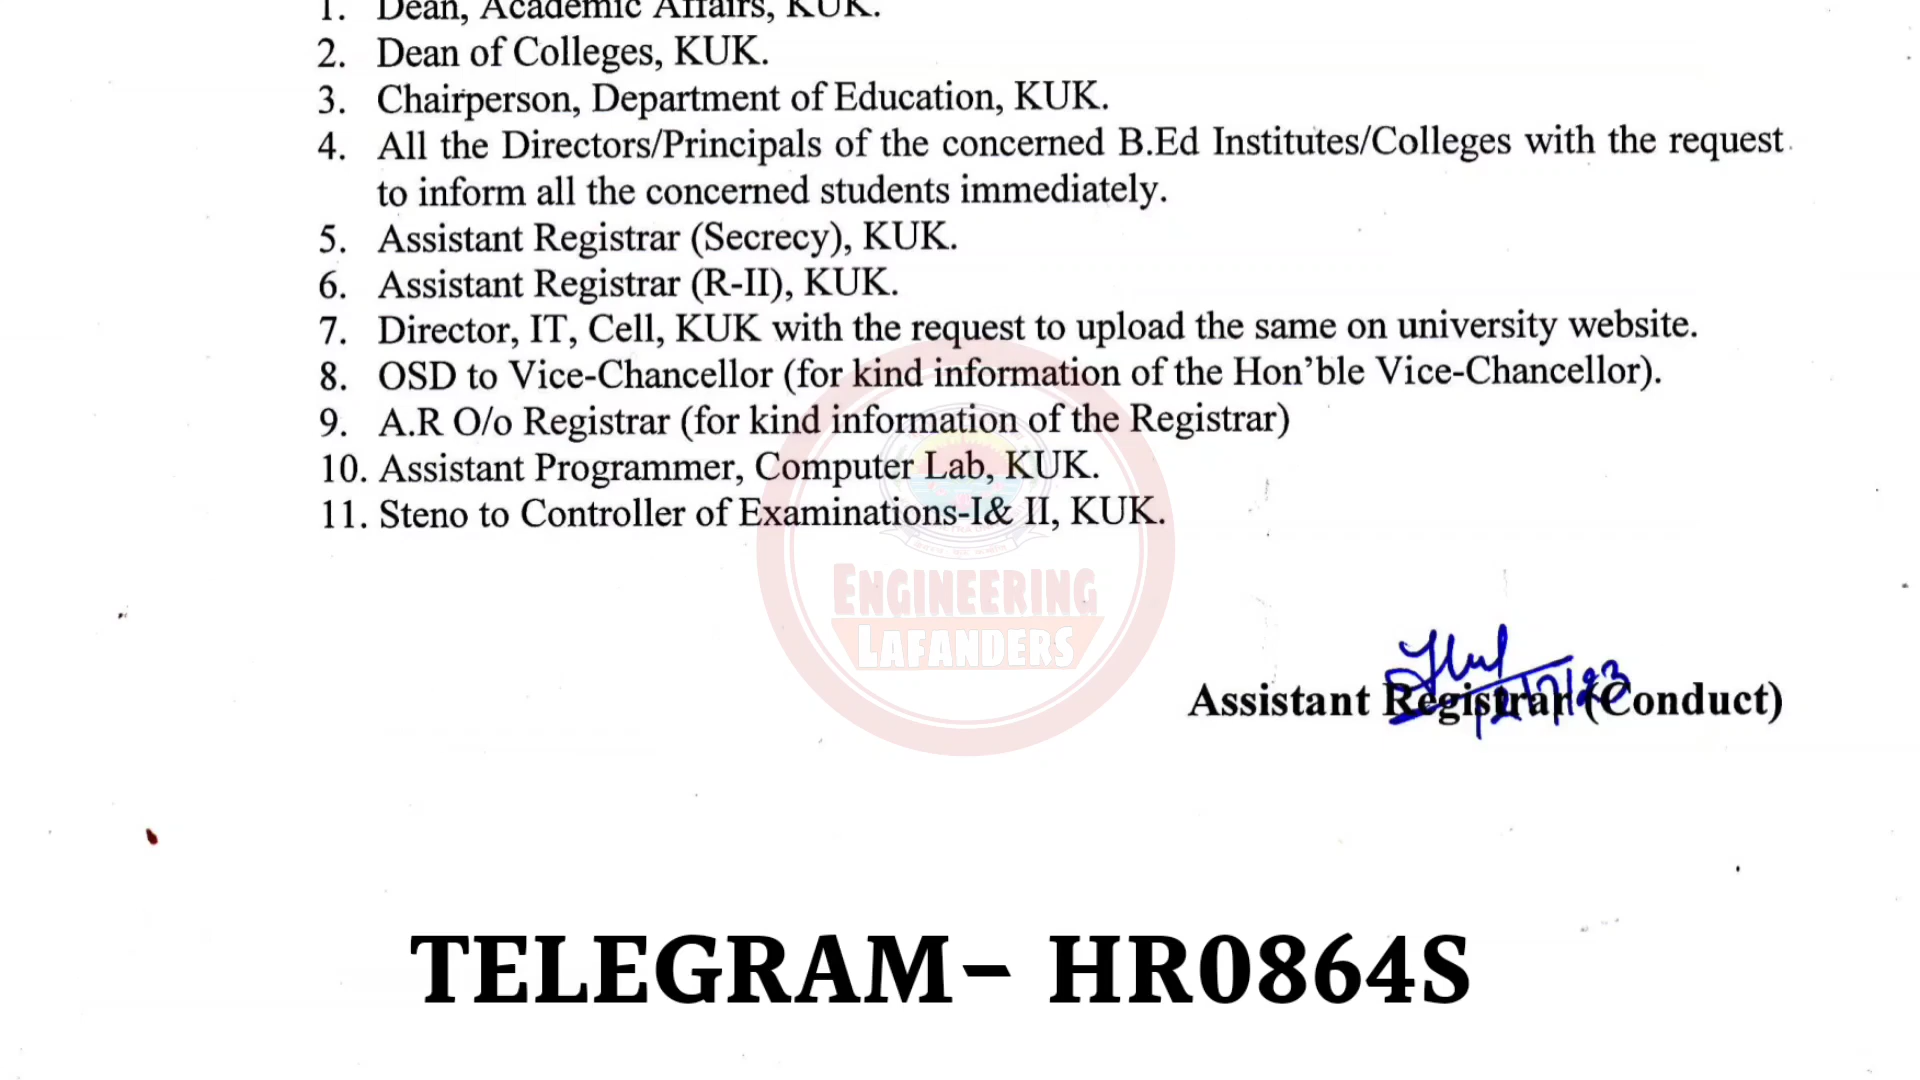 1. Dean, Academic Affairs, KUK.
2. Dean of Colleges, KUK.
3. Chairperson, Department of Education, KUK.
4. All the Directors/Principals of the concerned B.Ed Institutes/Colleges with the request
to inform all the concerned students immediately.
5. Assistant Registrar (Secrecy), KUK.
6. Assistant Registrar (R-II), KUK.
7. Director, IT, Cell, KUK with the request to upload the same on university website.
8. OSD to Vice-Chancellor (for kind information of the Hon’ble Vice-Chancellor).
9. A.R O/o Registrar (for kind information of the Registrar)
10. Assistant Programmer, Computer Lab, KUK.
11. Steno to Controller of Examinations-I& II, KUK.
ENGINEERING
LAFANDERS
Assistant Registrar (Conduct)
TELEGRAM– HR0864S